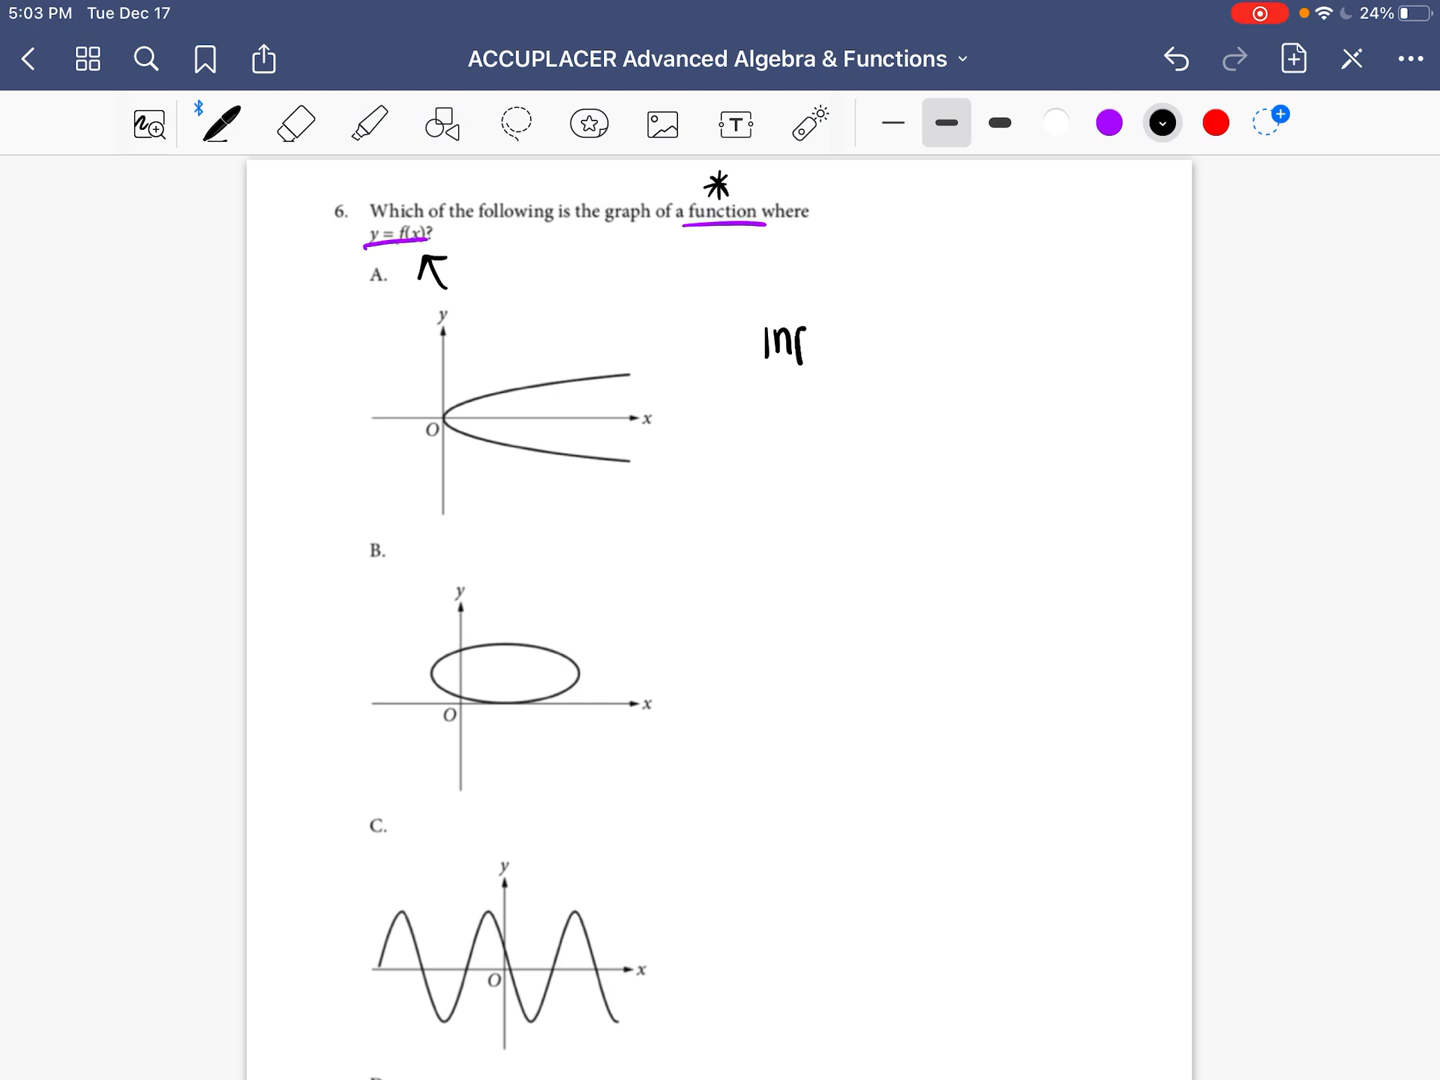 5:03 PM Tue Dec 17
24%
ACCUPLACER Advanced Algebra & Functions
T
6. Which of the following is the graph of a function where
y = f(x)?
A.
y
O
x
inp
B.
y
O
x
C.
y
O
x